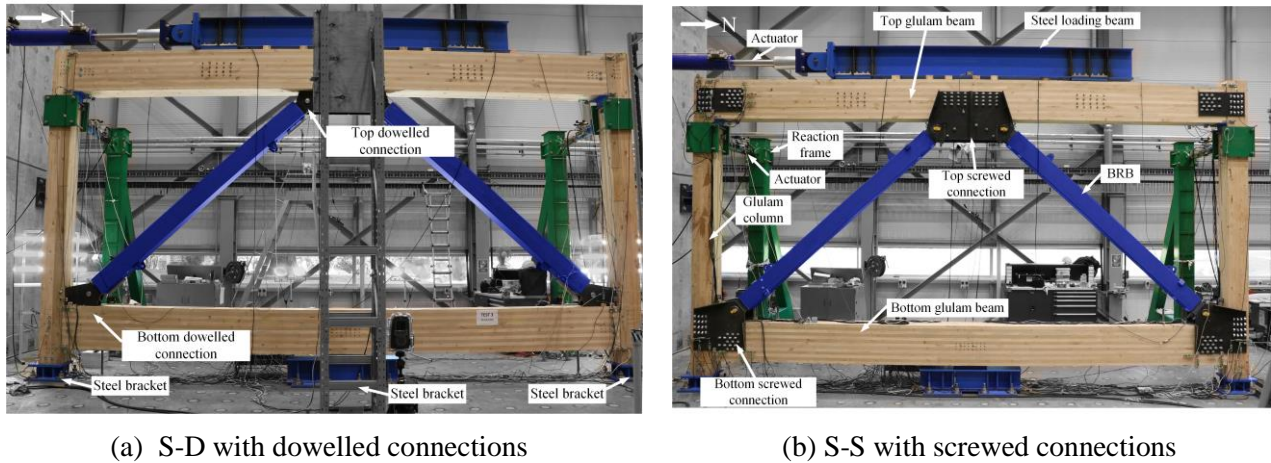 N
Top dowelled
connection
Bottom dowelled
connection
Steel bracket
Steel bracket
Steel bracket
TEST 3
(a) S-D with dowelled connections
N
Actuator
Top glulam beam
Steel loading beam
Reaction
frame
Actuator
Top screwed
connection
BRB
Glulam
column
Bottom glulam beam
Bottom screwed
connection
(b) S-S with screwed connections